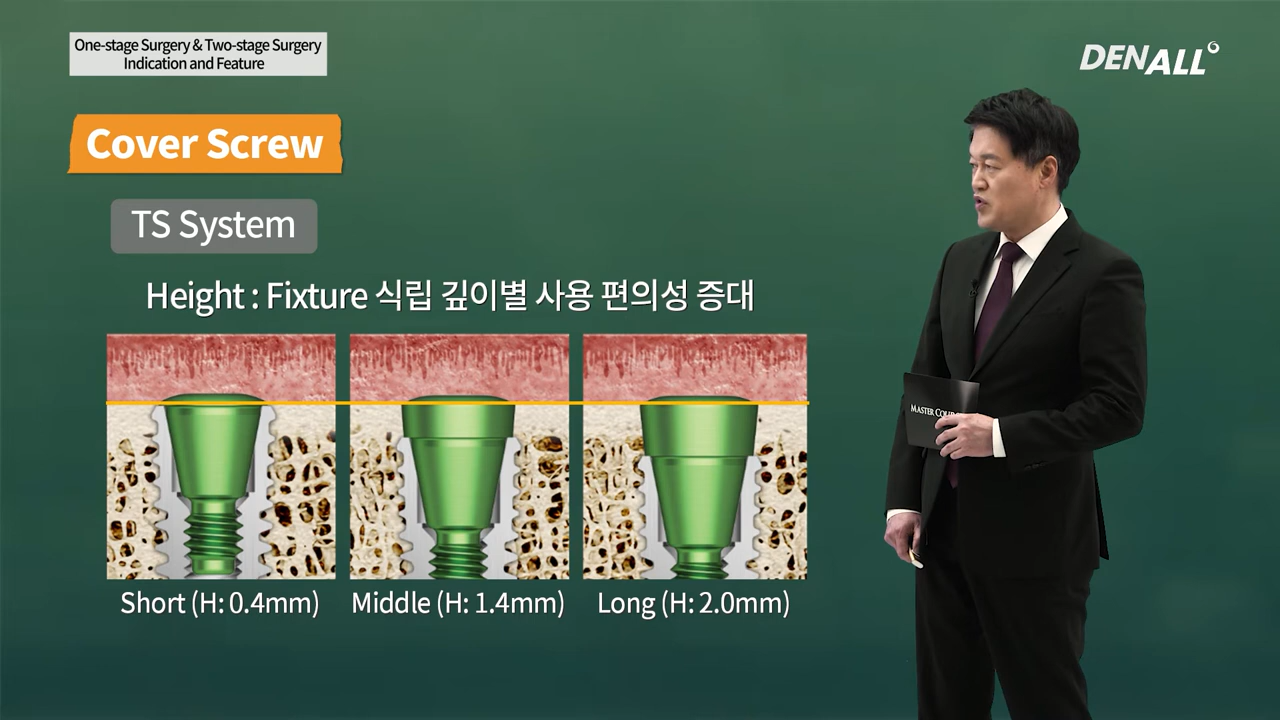 One-stage Surgery & Two-stage Surgery
Indication and Feature
DENALL
Cover Screw
TS System
Height : Fixture 식립 깊이별 사용 편의성 증대
MASTER
Short (H: 0.4mm)
Middle (H: 1.4mm)
Long (H: 2.0mm)